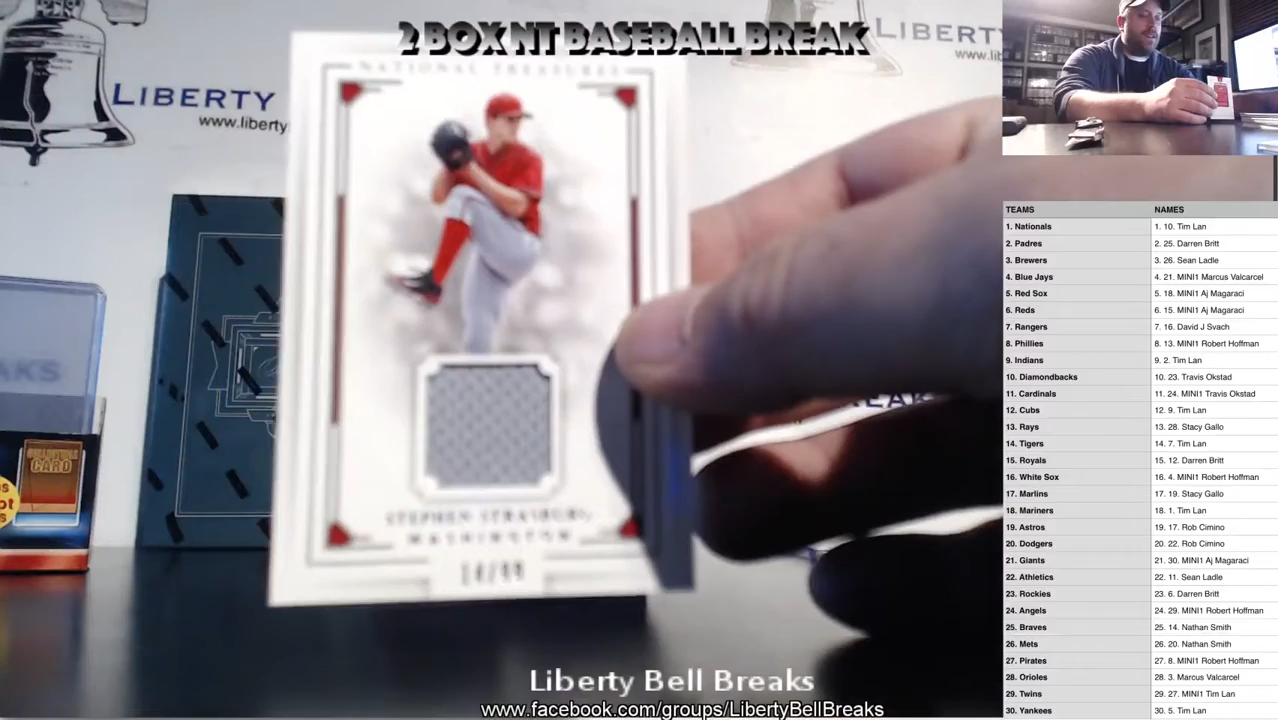 2 BOX NT BASEBALL BREAK
LIBERTY
www.liberty
LIBERTY
www.li
NATIONAL TREASURES
STEPHEN STRASBURG
WASHINGTON
14/99
CARD
TEAMS NAMES
1. Nationals 1. 10. Tim Lan
2. Padres 2. 25. Darren Britt
3. Brewers 3. 26. Sean Ladle
4. Blue Jays 4. 21. MINI1 Marcus Valcarcel
5. Red Sox 5. 18. MINI1 Aj Magaraci
6. Reds 6. 15. MINI1 Aj Magaraci
7. Rangers 7. 16. David J Svach
8. Phillies 8. 13. MINI1 Robert Hoffman
9. Indians 9. 2. Tim Lan
10. Diamondbacks 10. 23. Travis Okstad
11. Cardinals 11. 24. MINI1 Travis Okstad
12. Cubs 12. 9. Tim Lan
13. Rays 13. 28. Stacy Gallo
14. Tigers 14. 7. Tim Lan
15. Royals 15. 12. Darren Britt
16. White Sox 16. 4. MINI1 Robert Hoffman
17. Marlins 17. 19. Stacy Gallo
18. Mariners 18. 1. Tim Lan
19. Astros 19. 17. Rob Cimino
20. Dodgers 20. 22. Rob Cimino
21. Giants 21. 30. MINI1 Aj Magaraci
22. Athletics 22. 11. Sean Ladle
23. Rockies 23. 6. Darren Britt
24. Angels 24. 29. MINI1 Robert Hoffman
25. Braves 25. 14. Nathan Smith
26. Mets 26. 20. Nathan Smith
27. Pirates 27. 8. MINI1 Robert Hoffman
28. Orioles 28. 3. Marcus Valcarcel
29. Twins 29. 27. MINI1 Tim Lan
30. Yankees 30. 5. Tim Lan
Liberty Bell Breaks
www.facebook.com/groups/LibertyBellBreaks